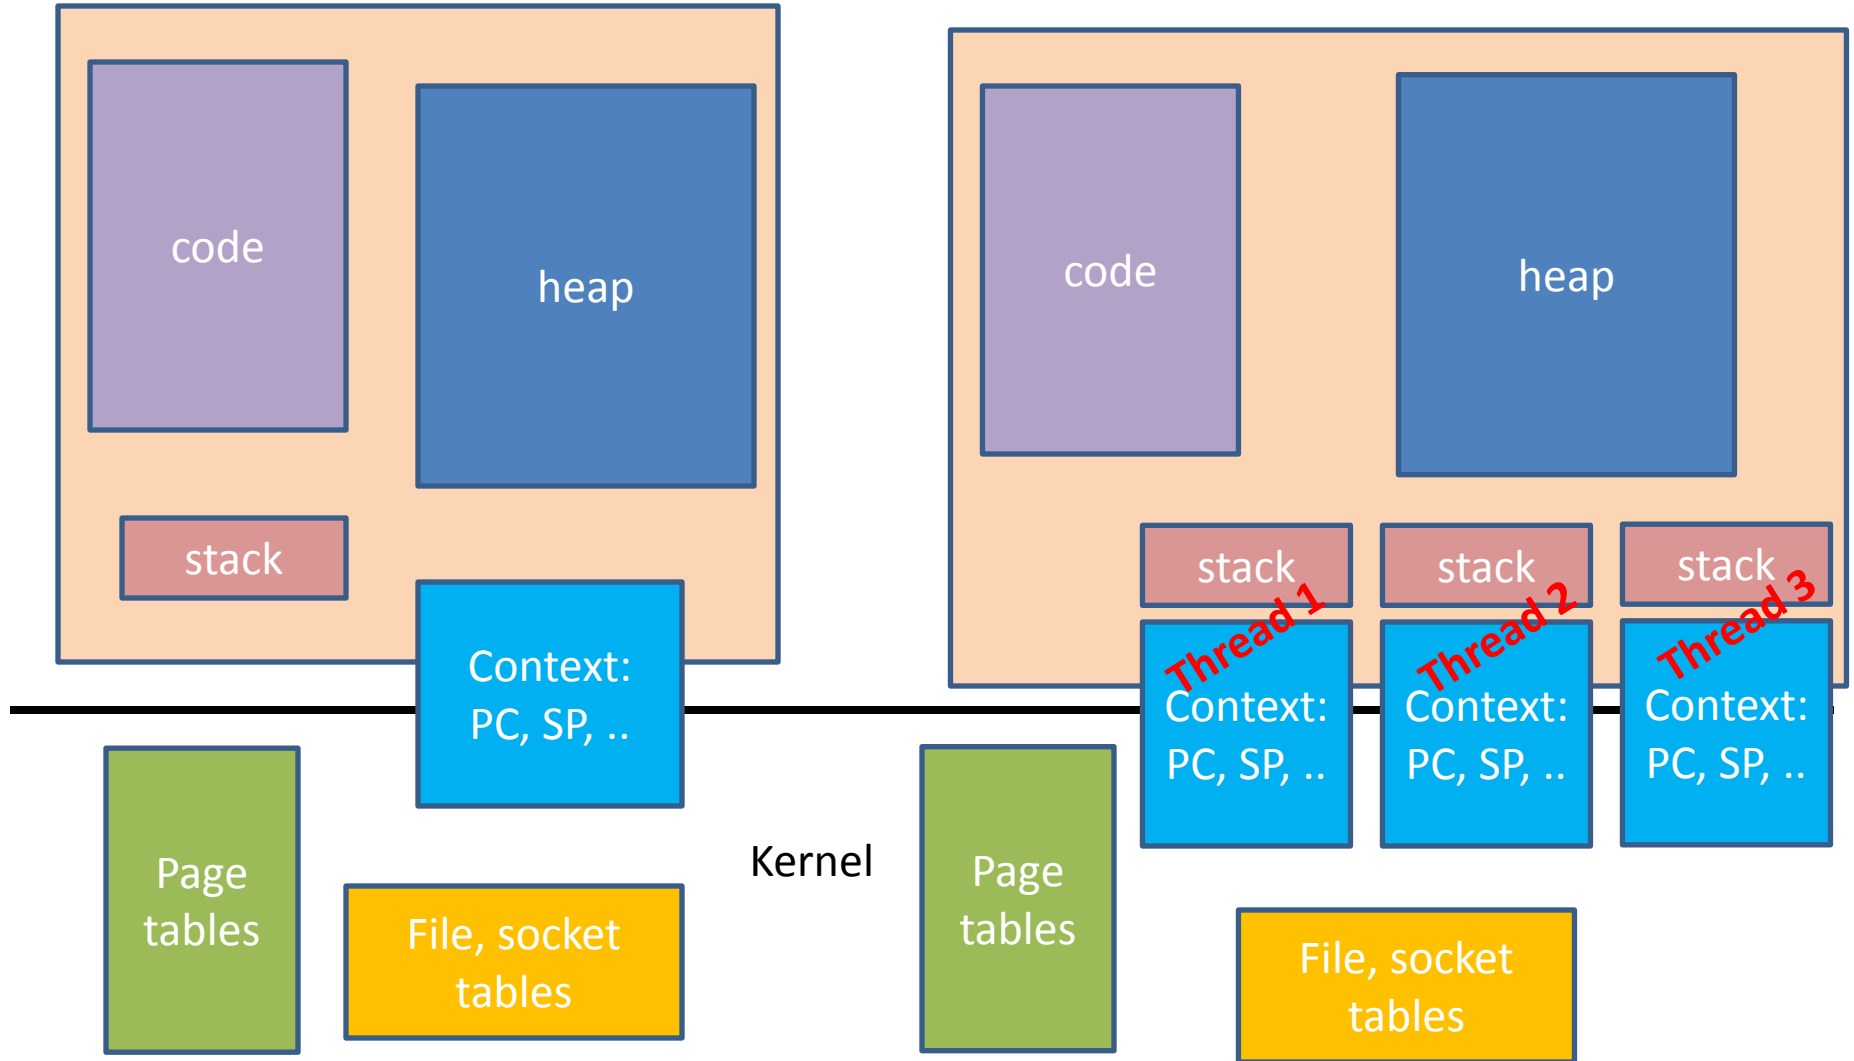 code
heap
stack
Context:
PC, SP, ..
Page
tables
File, socket
tables
Kernel
code
heap
stack
stack
stack
Thread 1
Thread 2
Thread 3
Context:
PC, SP, ..
Context:
PC, SP, ..
Context:
PC, SP, ..
Page
tables
File, socket
tables